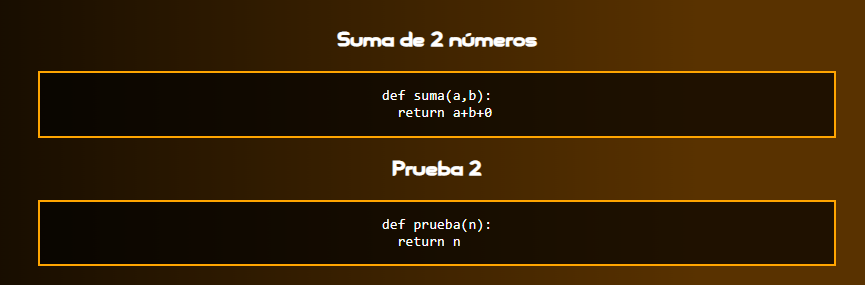 Suma de 2 números
def suma(a,b):
  return a+b+0
Prueba 2
def prueba(n):
  return n